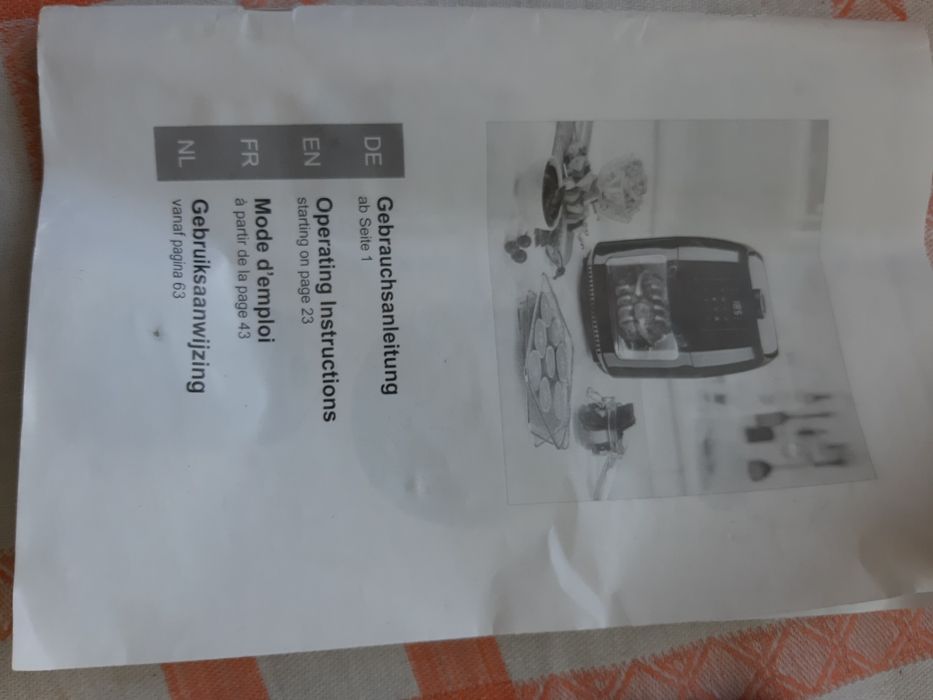 DE
Gebrauchsanleitung
ab Seite 1
EN
Operating Instructions
starting on page 23
FR
Mode d'emploi
à partir de la page 43
NL
Gebruiksaanwijzing
vanaf pagina 63